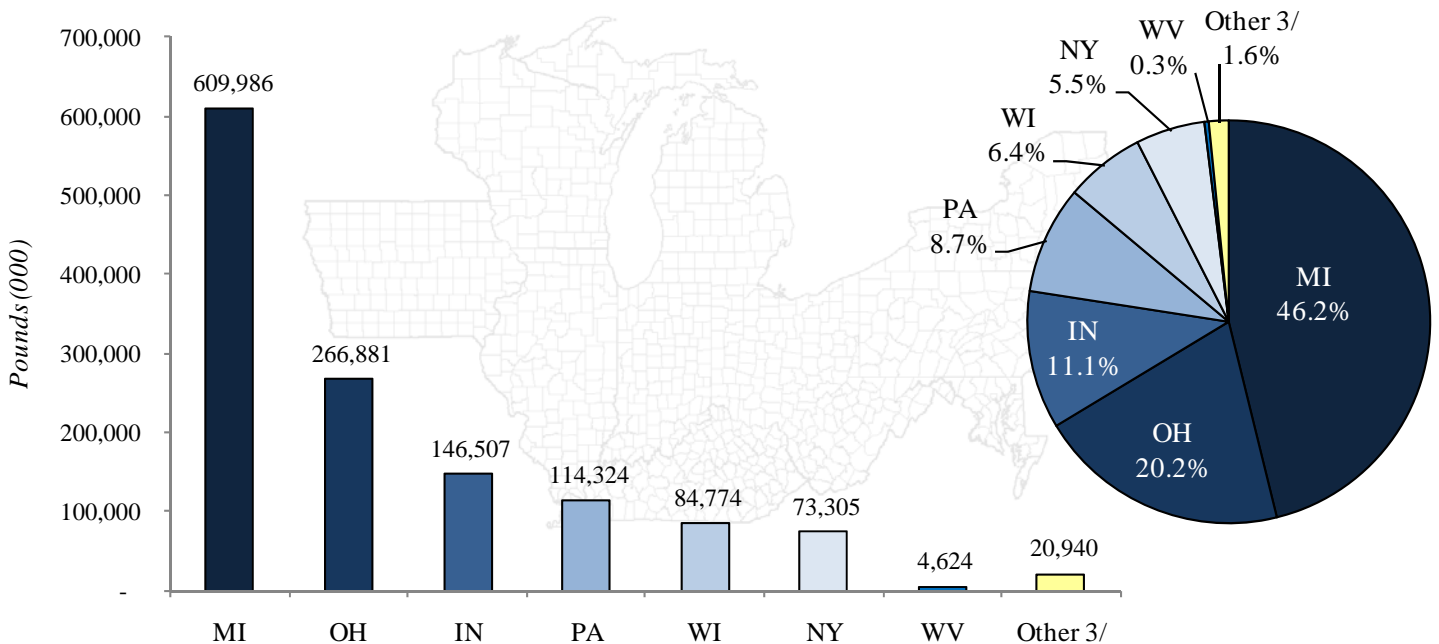 700,000
600,000
500,000
400,000
300,000
200,000
100,000
-
Pounds (000)
609,986
266,881
146,507
114,324
84,774
73,305
4,624
20,940
MI
OH
IN
PA
WI
NY
WV
Other 3/
MI
46.2%
OH
20.2%
IN
11.1%
PA
8.7%
WI
6.4%
NY
5.5%
WV
0.3%
Other 3/
1.6%